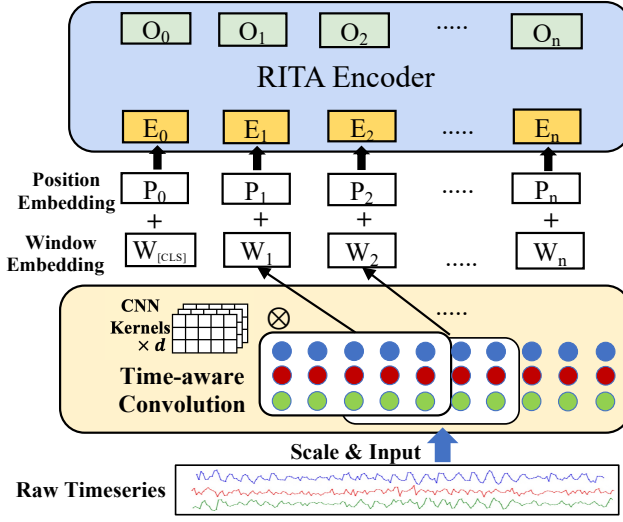 O0 O1 O2 ..... On
RITA Encoder
E0 E1 E2 ..... En
Position Embedding P0 P1 P2 ..... Pn
+ + + +
Window Embedding W[CLS] W1 W2 ..... Wn
.....
CNN
Kernels
× d ⊗
Time-aware
Convolution
Scale & Input
Raw Timeseries